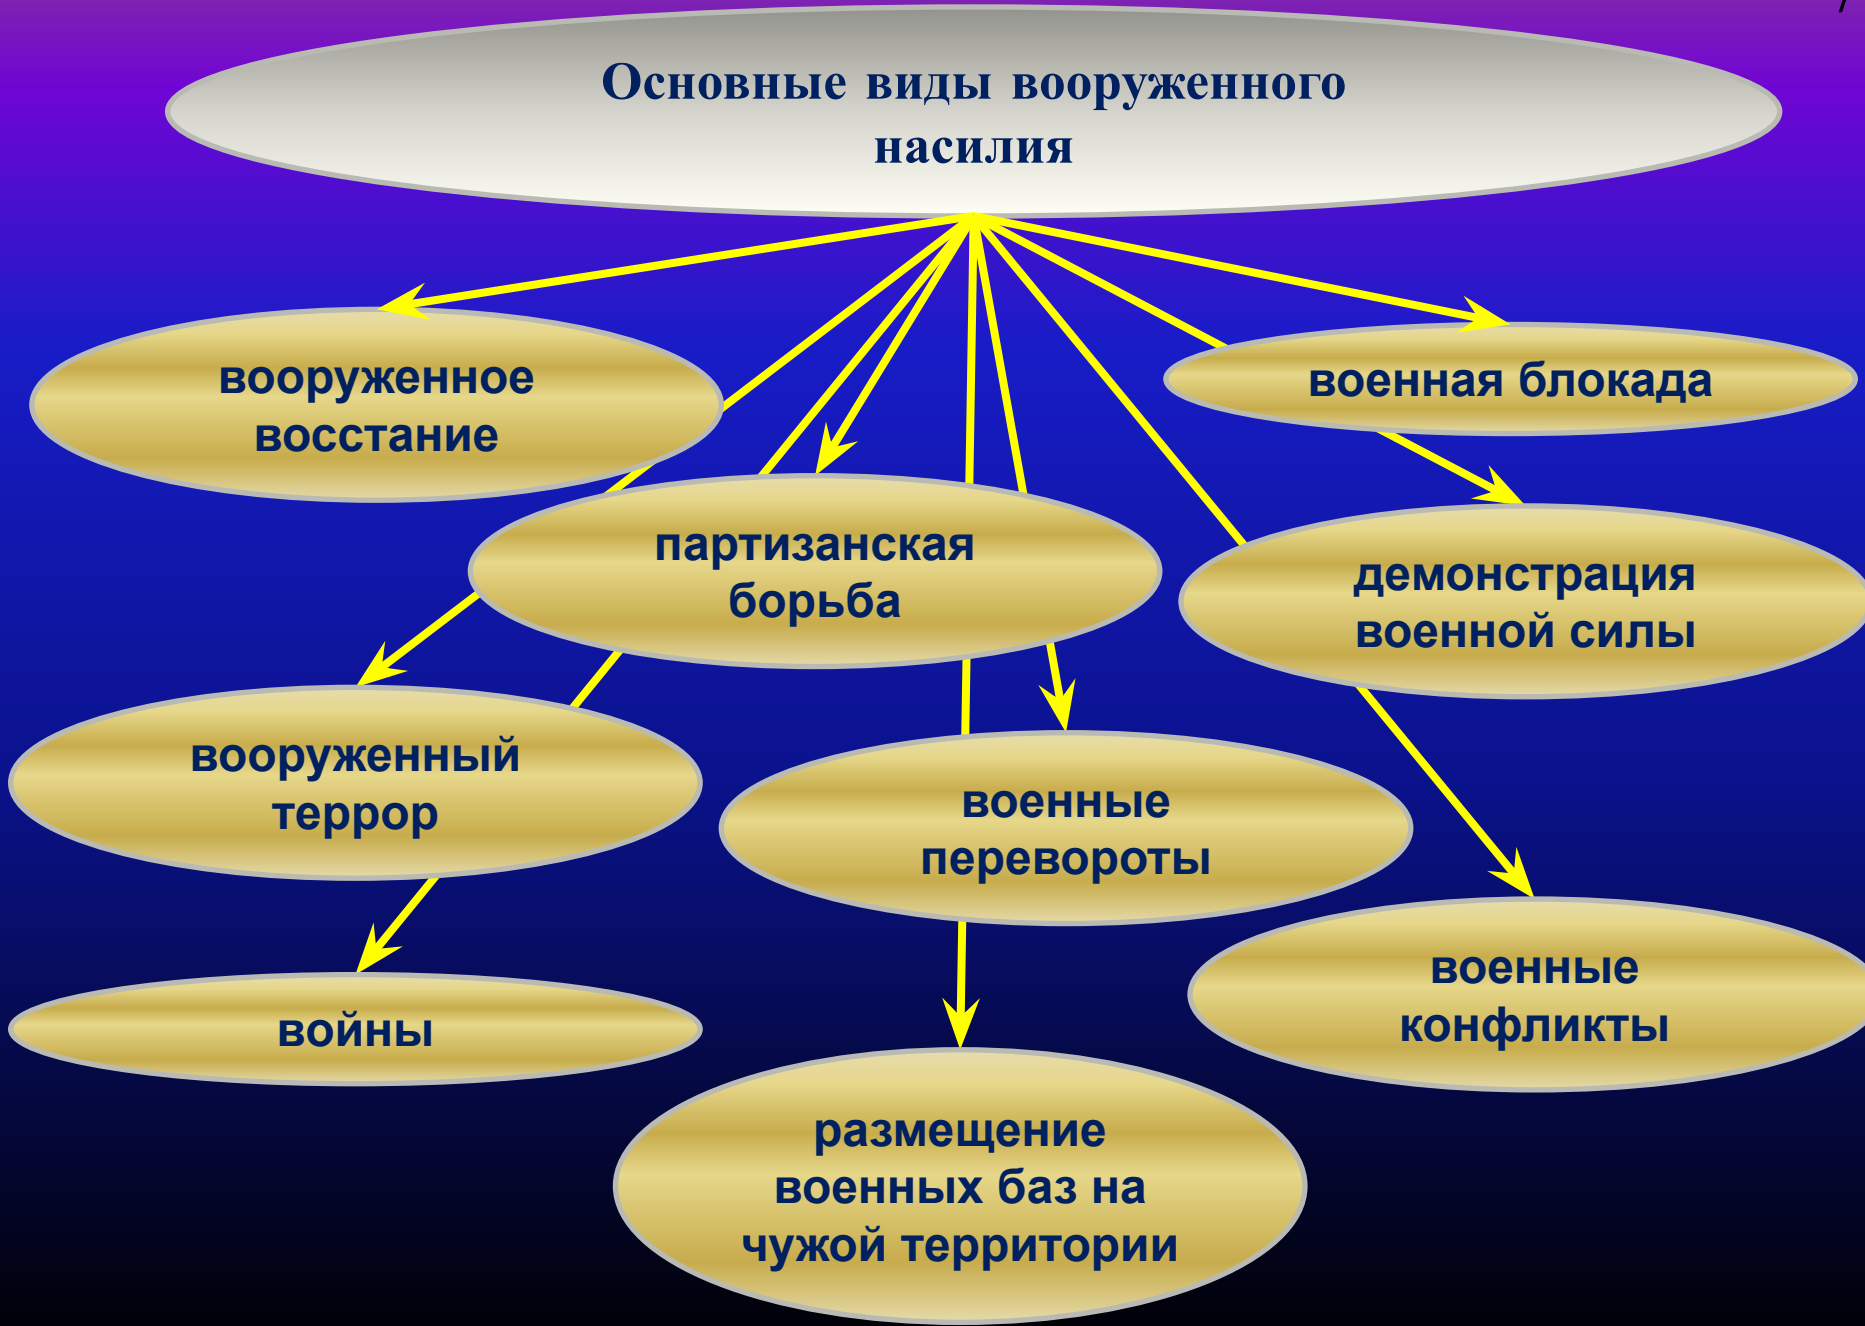 Основные виды вооруженного
насилия
вооруженное
восстание
военная блокада
партизанская
борьба
демонстрация
военной силы
вооруженный
террор
военные
перевороты
военные
конфликты
войны
размещение
военных баз на
чужой территории